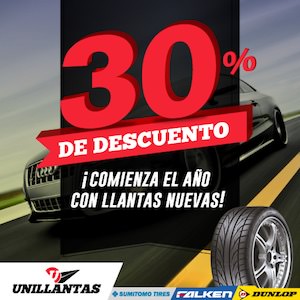 30%
DE DESCUENTO
¡COMIENZA EL AÑO
CON LLANTAS NUEVAS!
UNILLANTAS
SUMITOMO TIRES FALKEN DUNLOP